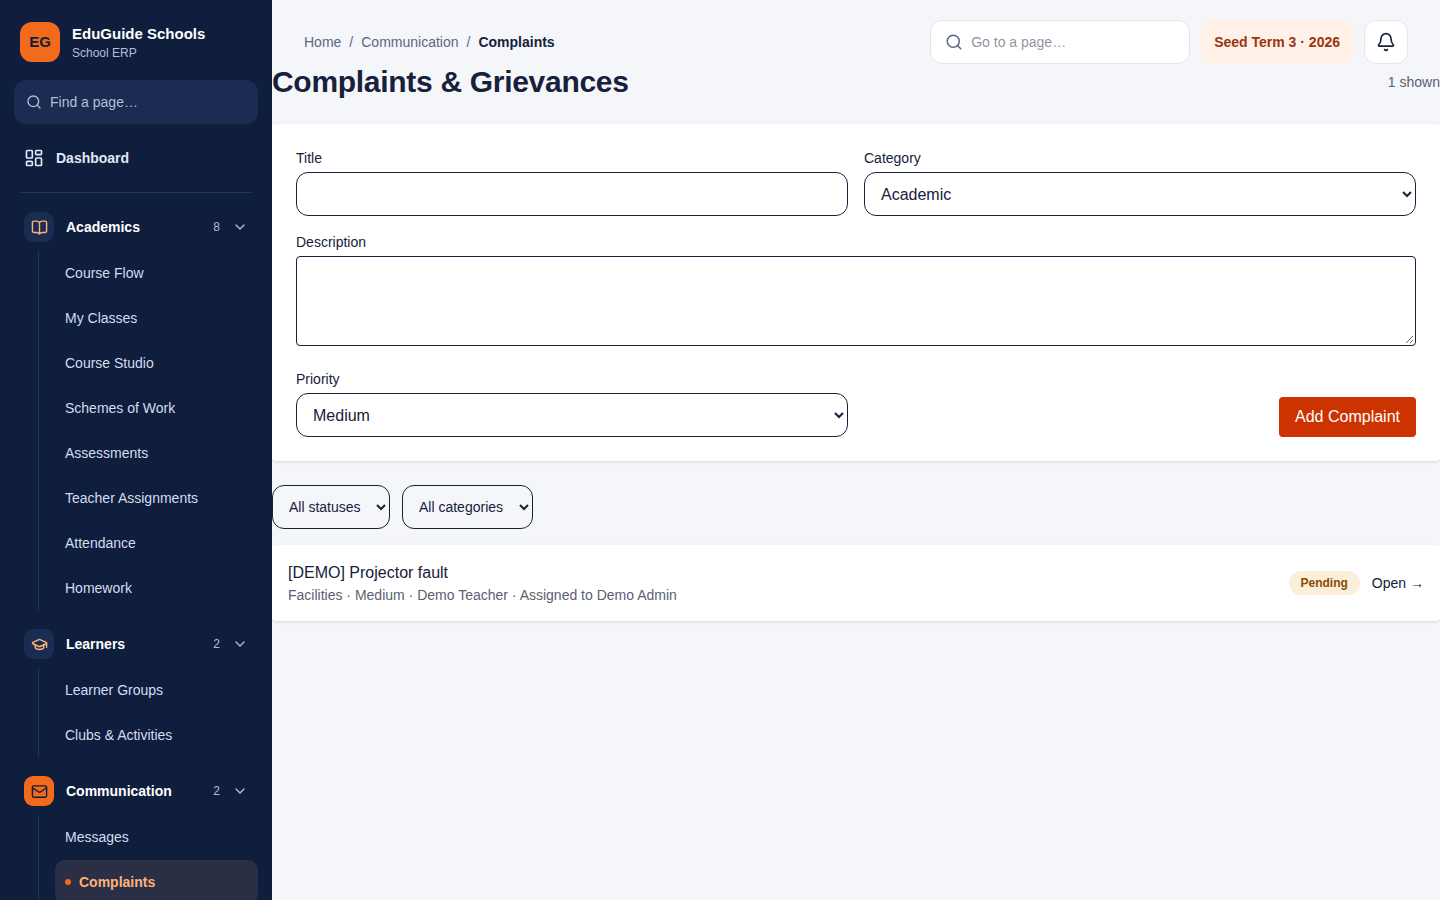 EG
EduGuide Schools
School ERP
Find a page…
Dashboard
Academics 8
Course Flow
My Classes
Course Studio
Schemes of Work
Assessments
Teacher Assignments
Attendance
Homework
Learners 2
Learner Groups
Clubs & Activities
Communication 2
Messages
Complaints
Home / Communication / Complaints
Go to a page…
Seed Term 3 · 2026
Complaints & Grievances
1 shown
Title
Category
Academic
Description
Priority
Medium
Add Complaint
All statuses
All categories
[DEMO] Projector fault
Facilities · Medium · Demo Teacher · Assigned to Demo Admin
Pending
Open →